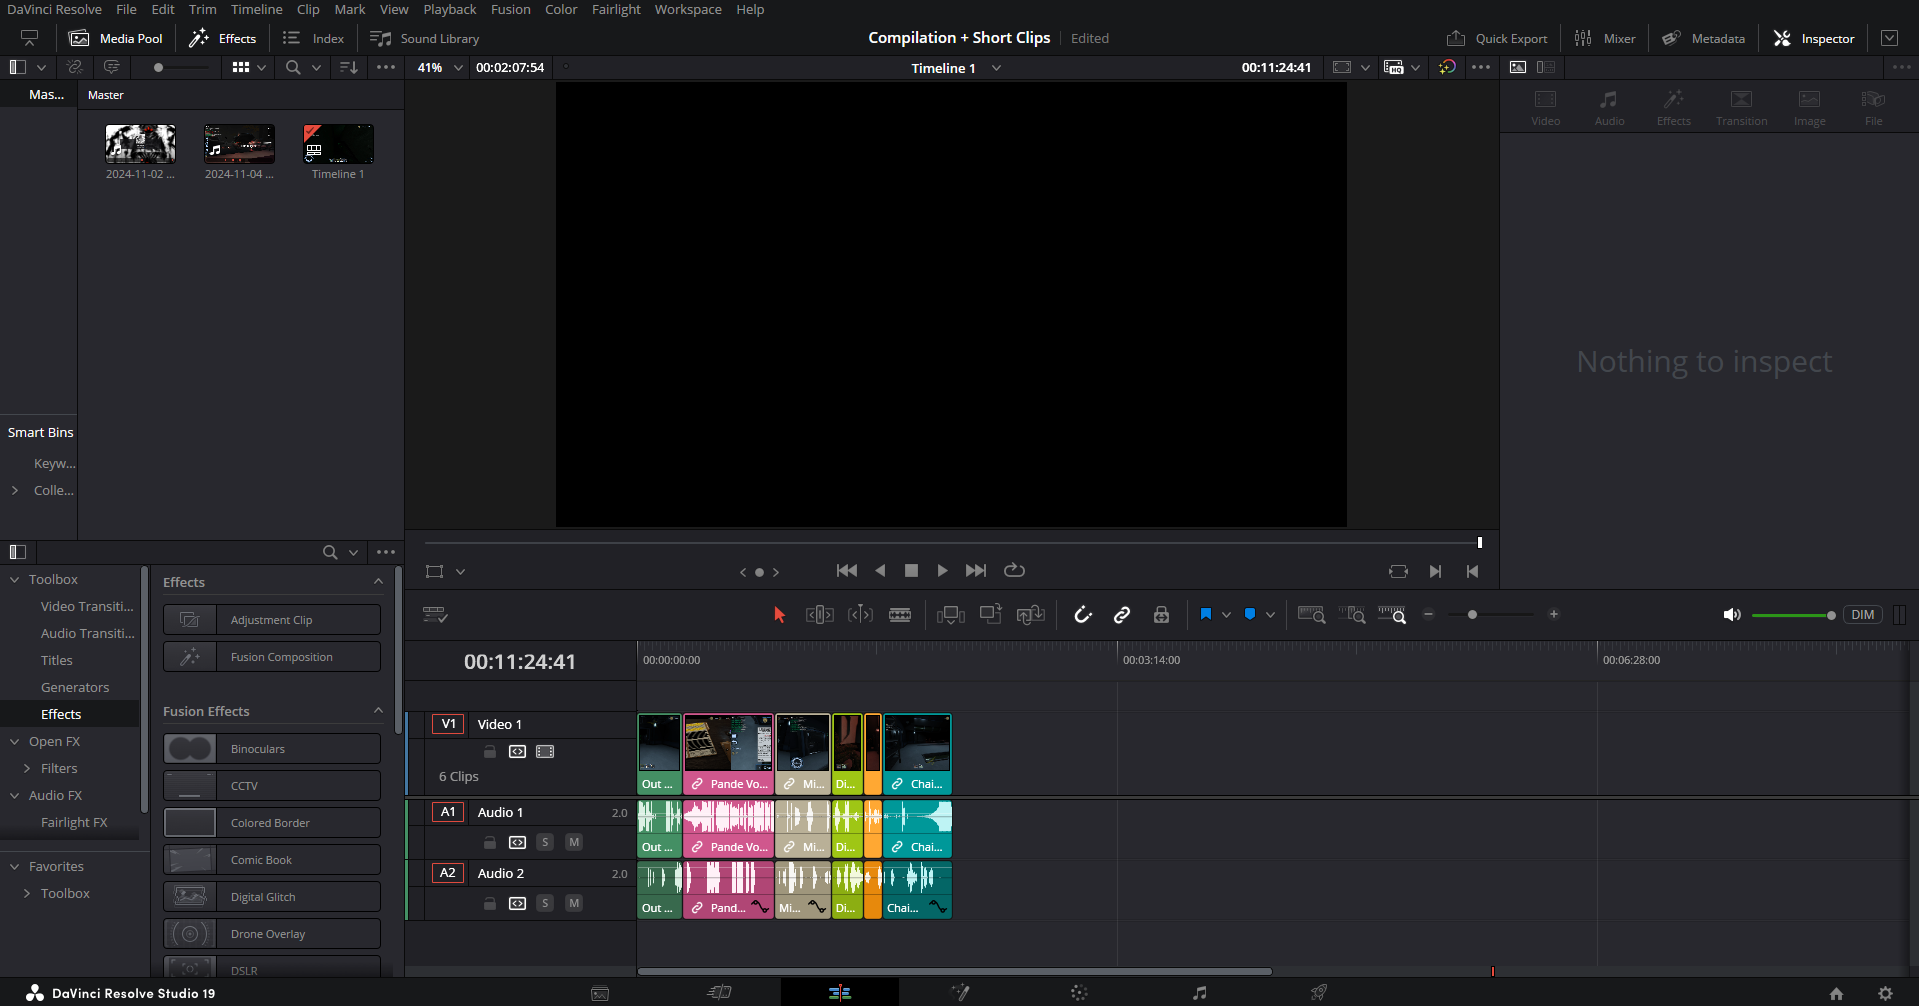 DaVinci Resolve File Edit Trim Timeline Clip Mark View Playback Fusion Color Fairlight Workspace Help
Media Pool Effects Index Sound Library Compilation + Short Clips Edited Quick Export Mixer Metadata Inspector
41% 00:02:07:54 Timeline 1 00:11:24:41
Mas... Master
2024-11-02 ... 2024-11-04 ... Timeline 1
Video Audio Effects Transition Image File
Nothing to inspect
Smart Bins
Keyw...
Colle...
Toolbox
Video Transiti...
Audio Transiti...
Titles
Generators
Effects
Open FX
Filters
Audio FX
Fairlight FX
Favorites
Toolbox
Effects
Adjustment Clip
Fusion Composition
Fusion Effects
Binoculars
CCTV
Colored Border
Comic Book
Digital Glitch
Drone Overlay
DSLR
DIM
00:11:24:41 00:00:00:00 00:03:14:00 00:06:28:00
V1 Video 1
6 Clips
Out ... Pande Vo... Mi... Di... Chai...
A1 Audio 1 2.0
S M
Out ... Pande Vo... Mi... Di... Chai...
A2 Audio 2 2.0
S M
Out ... Pand... Mi... Di... Chai...
DaVinci Resolve Studio 19